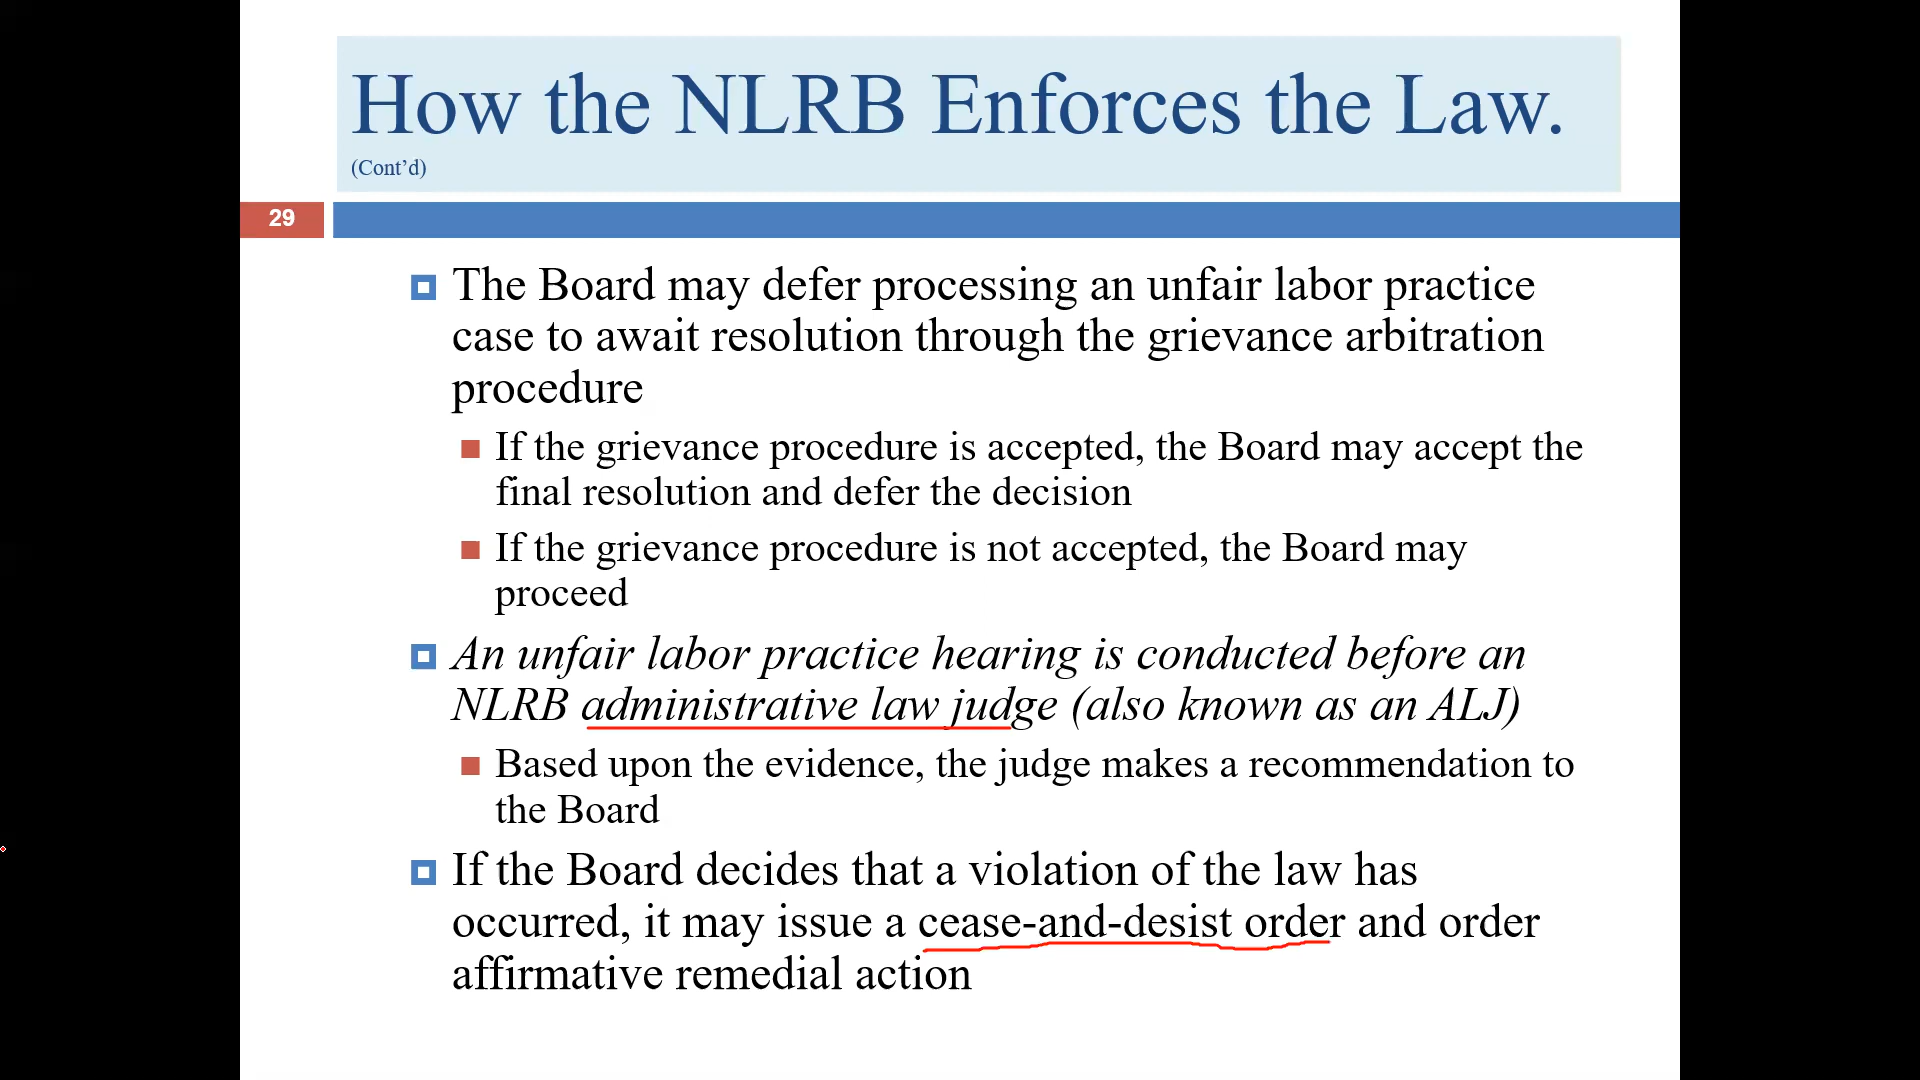 How the NLRB Enforces the Law.
(Cont’d)
29
The Board may defer processing an unfair labor practice
case to await resolution through the grievance arbitration
procedure
If the grievance procedure is accepted, the Board may accept the
final resolution and defer the decision
If the grievance procedure is not accepted, the Board may
proceed
An unfair labor practice hearing is conducted before an
NLRB administrative law judge (also known as an ALJ)
Based upon the evidence, the judge makes a recommendation to
the Board
If the Board decides that a violation of the law has
occurred, it may issue a cease-and-desist order and order
affirmative remedial action